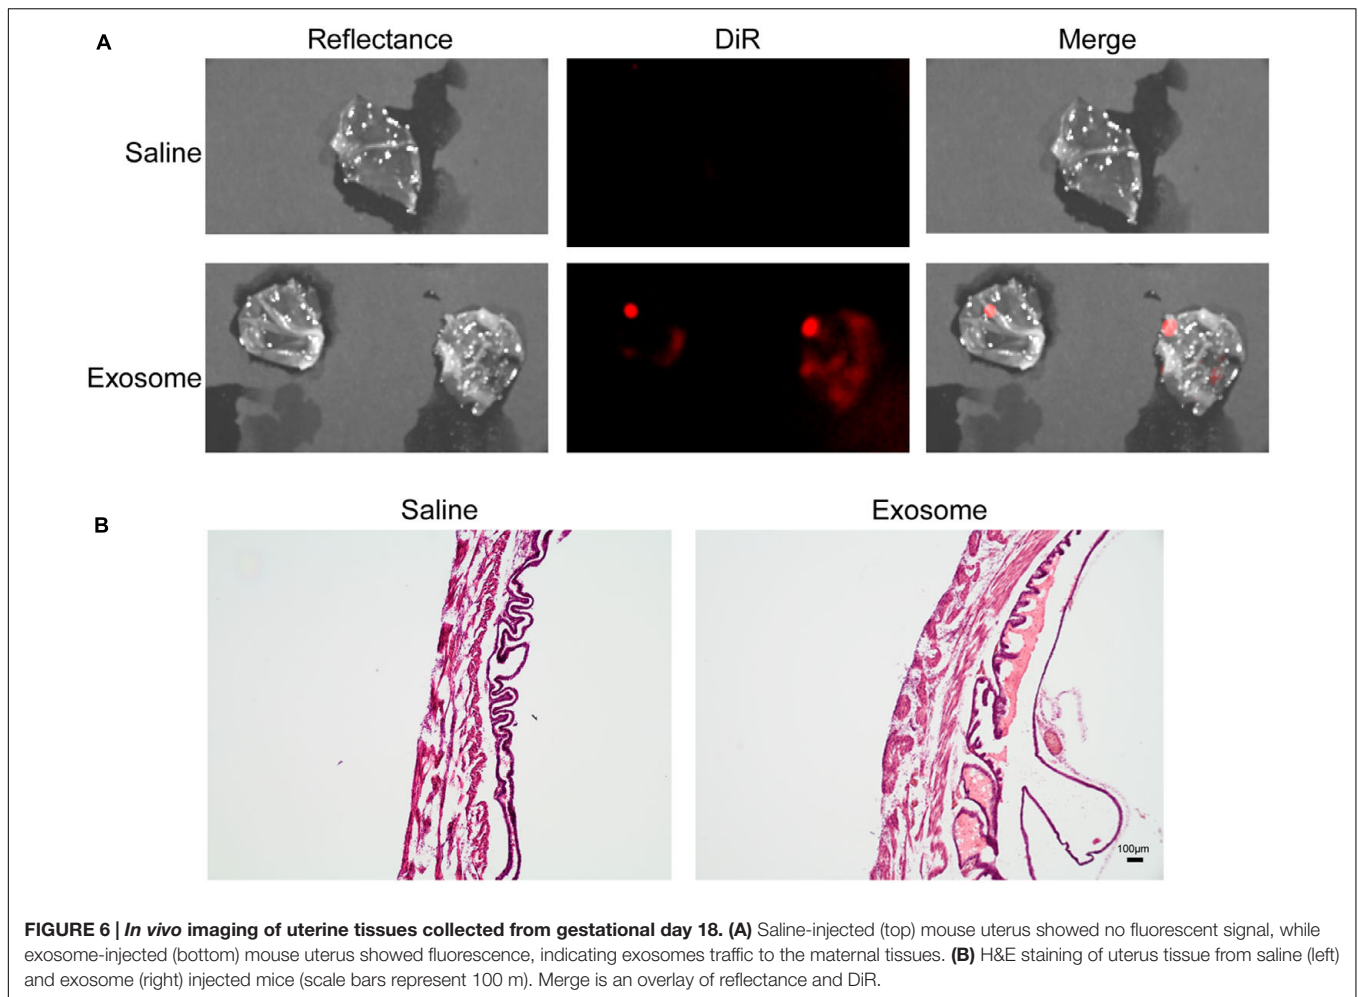 A
Reflectance
DiR
Merge
Saline
Exosome
B
Saline
Exosome
100μm
FIGURE 6 | In vivo imaging of uterine tissues collected from gestational day 18. (A) Saline-injected (top) mouse uterus showed no fluorescent signal, while
exosome-injected (bottom) mouse uterus showed fluorescence, indicating exosomes traffic to the maternal tissues. (B) H&E staining of uterus tissue from saline (left)
and exosome (right) injected mice (scale bars represent 100 m). Merge is an overlay of reflectance and DiR.